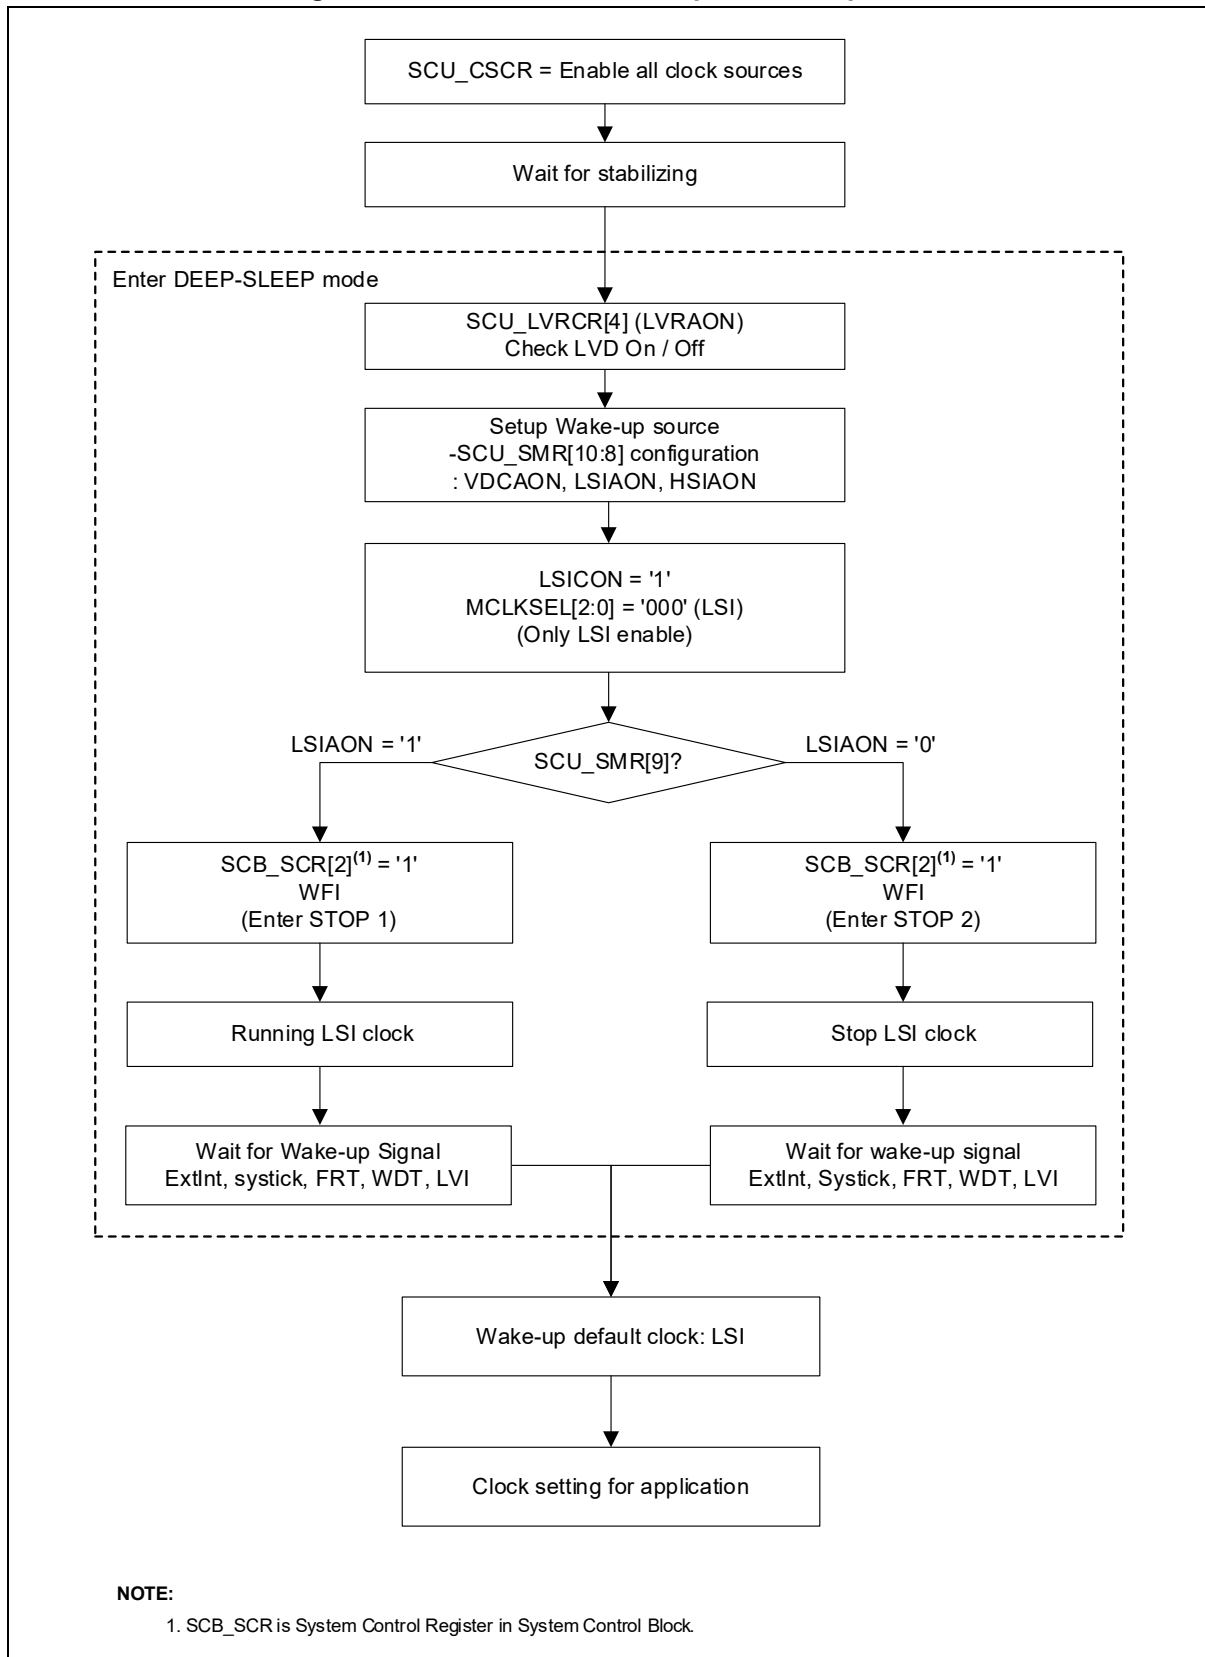 SCU_CSCR = Enable all clock sources
Wait for stabilizing
Enter DEEP-SLEEP mode
SCU_LVRCR[4] (LVRAON)
Check LVD On / Off
Setup Wake-up source
-SCU_SMR[10:8] configuration
: VDCAON, LSIAON, HSIAON
LSICON = '1'
MCLKSEL[2:0] = '000' (LSI)
(Only LSI enable)
LSIAON = '1'
SCU_SMR[9]?
LSIAON = '0'
SCB_SCR[2](1) = '1'
WFI
(Enter STOP 1)
SCB_SCR[2](1) = '1'
WFI
(Enter STOP 2)
Running LSI clock
Stop LSI clock
Wait for Wake-up Signal
ExtInt, systick, FRT, WDT, LVI
Wait for wake-up signal
ExtInt, Systick, FRT, WDT, LVI
Wake-up default clock: LSI
Clock setting for application
NOTE:
1. SCB_SCR is System Control Register in System Control Block.